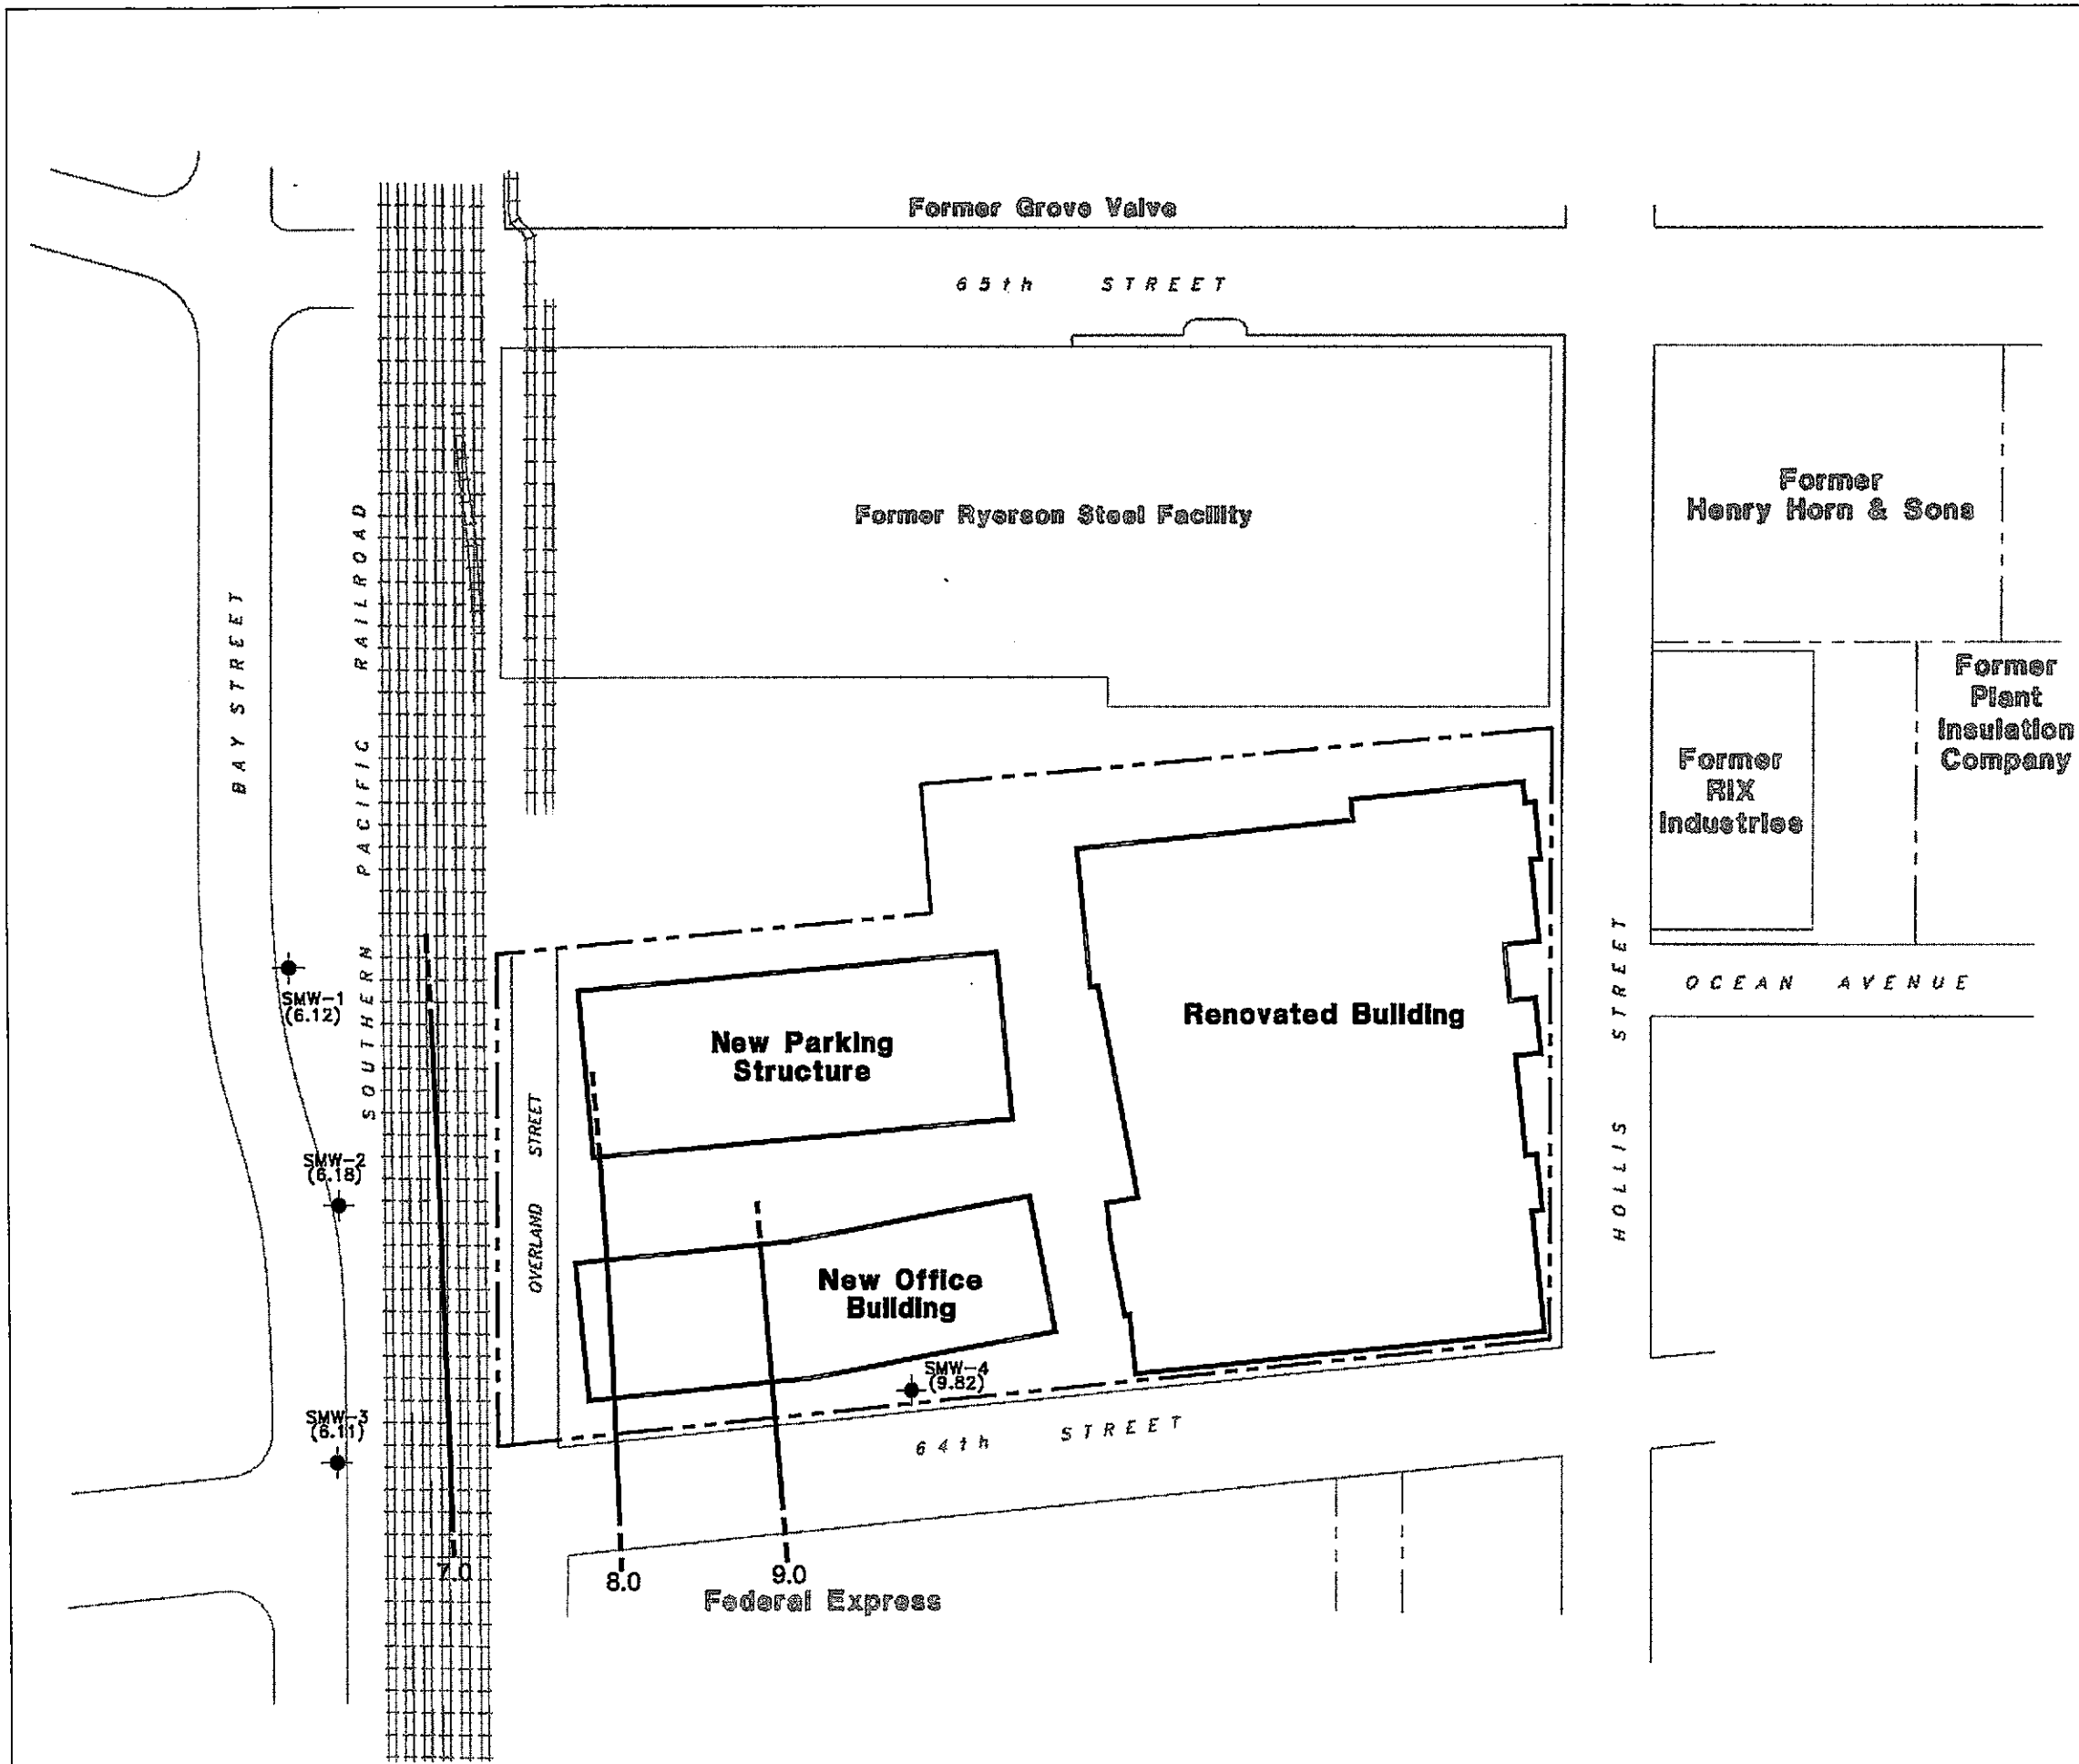 Former Grove Valve
65th STREET
Former Ryerson Steel Facility
Former
Henry Horn & Sons
Former
Plant
Insulation
Company
Former
RIX
Industries
BAY STREET
SOUTHERN PACIFIC RAILROAD
SMW-1
(6.12)
New Parking
Structure
Renovated Building
HOLLIS STREET
OCEAN AVENUE
OVERLAND STREET
SMW-2
(6.18)
New Office
Building
SMW-4
(9.82)
SMW-3
(6.11)
64th STREET
7.0
8.0
9.0
Federal Express